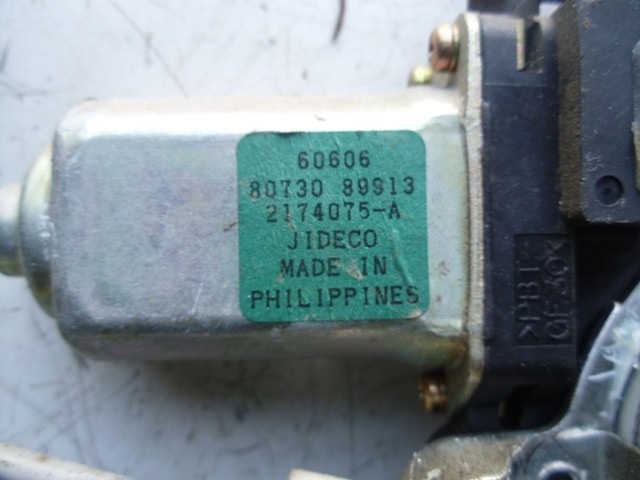 60606
80730 89913
2174075-A
JIDECO
MADE IN
PHILIPPINES
>PBT
GF30<